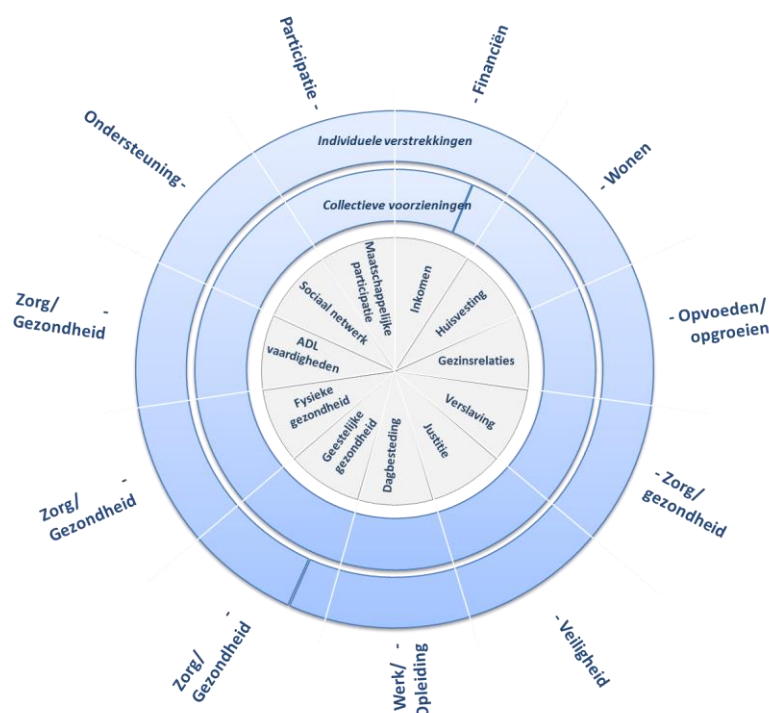 Participatie -
- Financiën
Ondersteuning-
- Wonen
Individuele verstrekkingen
Collectieve voorzieningen
Zorg/ -
Gezondheid
- Opvoeden/
opgroeien
Maatschappelijke
participatie
Inkomen
Sociaal netwerk
Huisvesting
ADL
vaardigheden
Gezinsrelaties
Fysieke
gezondheid
Verslaving
Geestelijke
gezondheid
Justitie
Dagbesteding
Zorg/ -
Gezondheid
- Zorg/
gezondheid
Zorg/ -
Gezondheid
Werk/ -
Opleiding
- Veiligheid